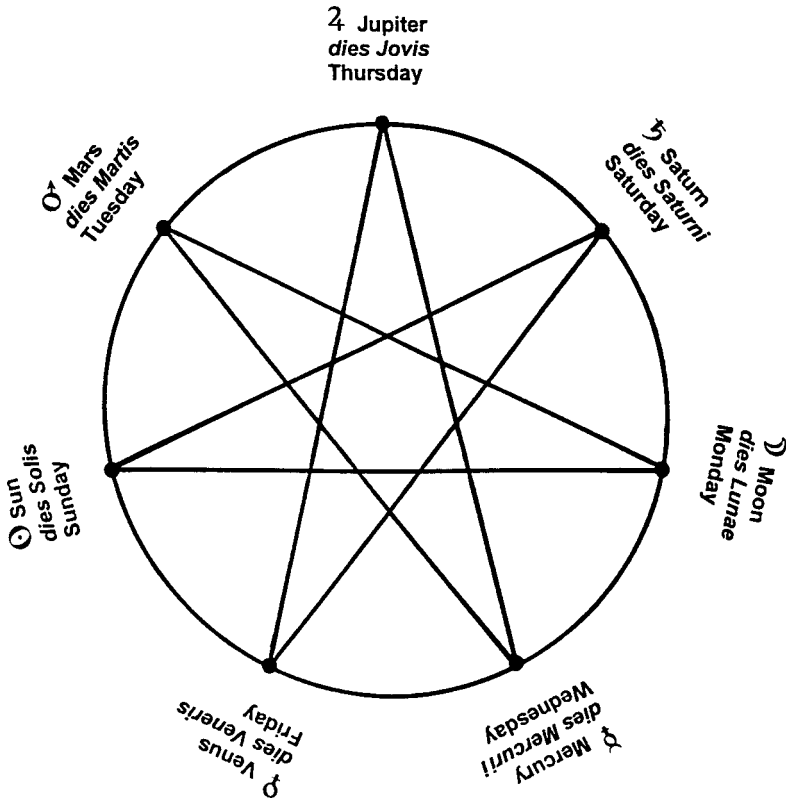 ♃ Jupiter
dies Jovis
Thursday
♄ Saturn
dies Saturni
Saturday
☽ Moon
dies Lunae
Monday
☿ Mercury
dies Mercurii
Wednesday
♀ Venus
dies Veneris
Friday
☉ Sun
dies Solis
Sunday
♂ Mars
dies Martis
Tuesday